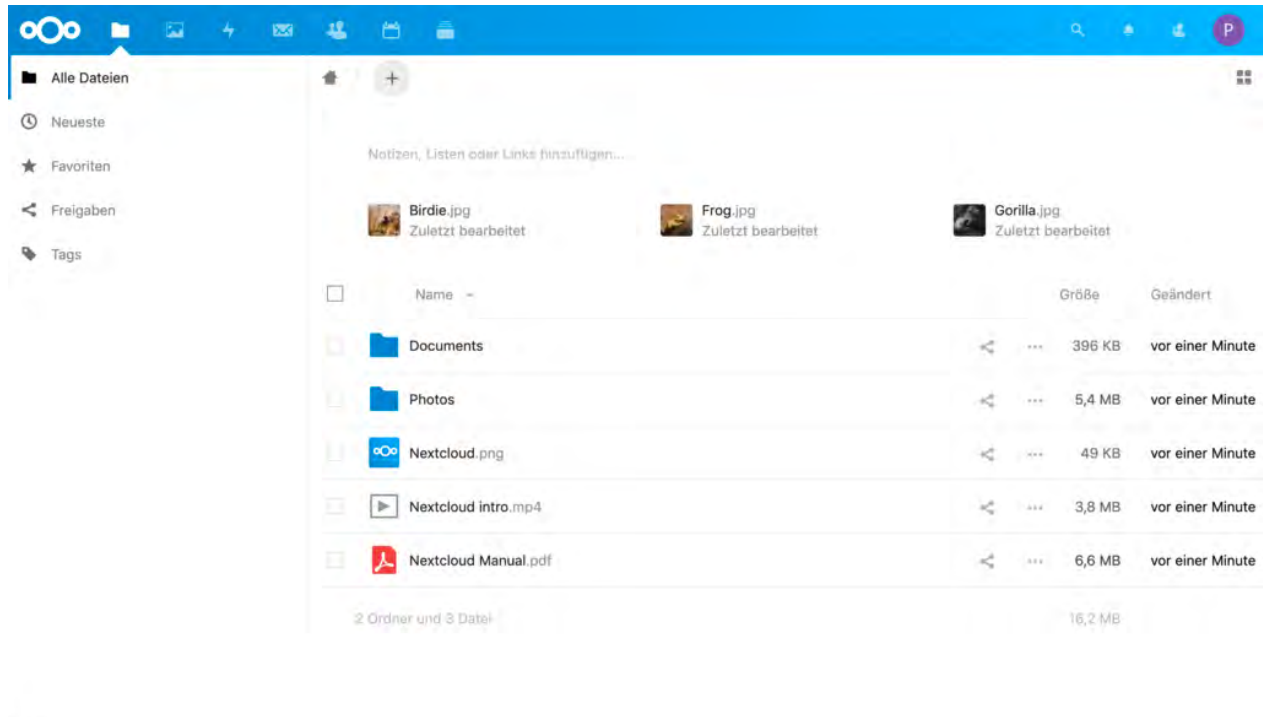 P
Alle Dateien
Neueste
Favoriten
Freigaben
Tags
Notizen, Listen oder Links hinzufügen...
Birdie.jpg
Zuletzt bearbeitet
Frog.jpg
Zuletzt bearbeitet
Gorilla.jpg
Zuletzt bearbeitet
Name Größe Geändert
Documents 396 KB vor einer Minute
Photos 5,4 MB vor einer Minute
Nextcloud.png 49 KB vor einer Minute
Nextcloud intro.mp4 3,8 MB vor einer Minute
Nextcloud Manual.pdf 6,6 MB vor einer Minute
2 Ordner und 3 Datei 16,2 MB